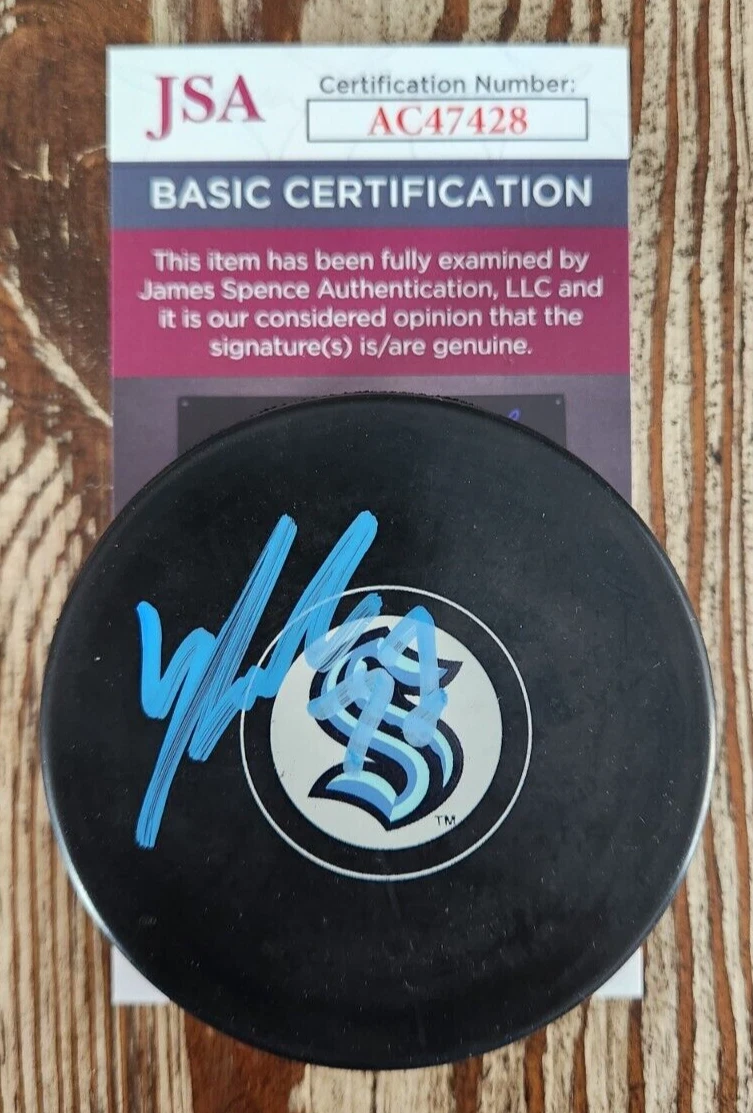 JSA
Certification Number:
AC47428
BASIC CERTIFICATION
This item has been fully examined by
James Spence Authentication, LLC and
it is our considered opinion that the
signature(s) is/are genuine.
TM